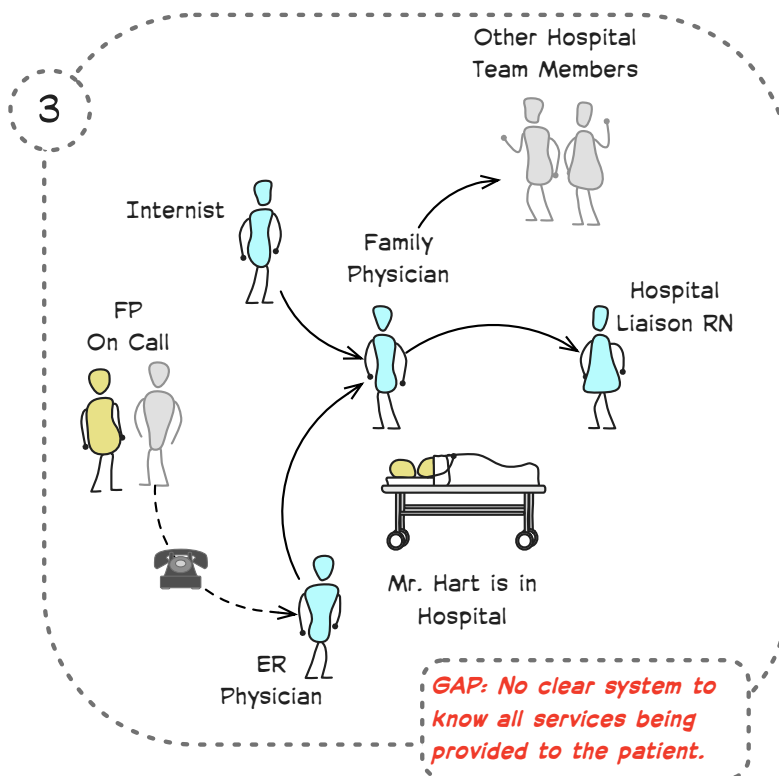 3
Other Hospital
Team Members
Internist
Family
Physician
Hospital
Liaison RN
FP
On Call
Mr. Hart is in
Hospital
ER
Physician
GAP: No clear system to
know all services being
provided to the patient.